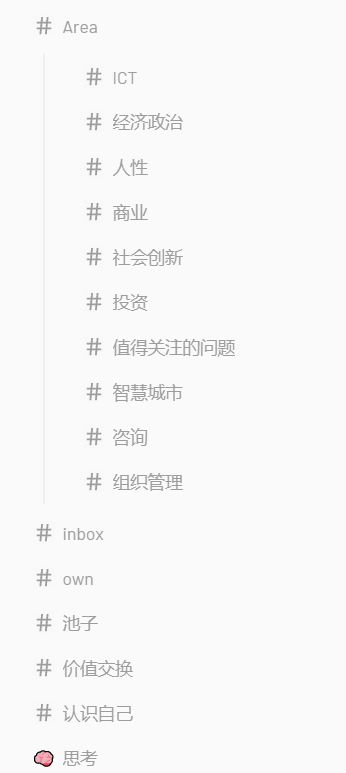 # Area
# ICT
# 经济政治
# 人性
# 商业
# 社会创新
# 投资
# 值得关注的问题
# 智慧城市
# 咨询
# 组织管理
# inbox
# own
# 池子
# 价值交换
# 认识自己
思考